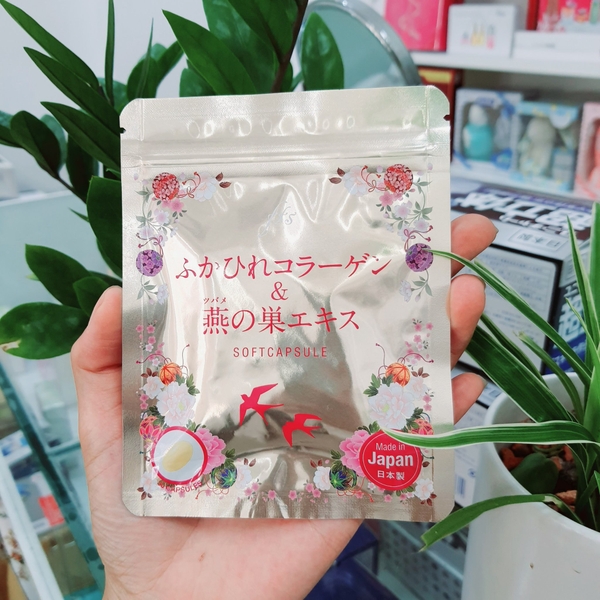 ふかひれコラーゲン
&
ツバメ
燕の巣エキス
SOFTCAPSULE
Made in
Japan
日本製